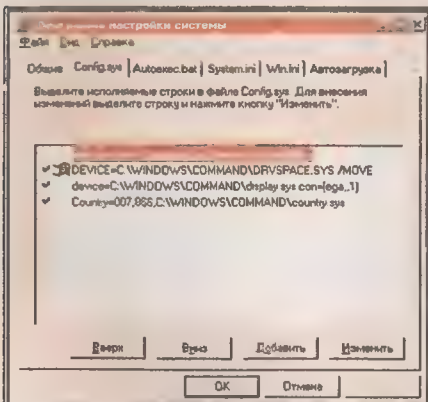 настройки системы
Файл Вид Справка
Общие Config.sys Autoexec.bat System.ini Win.ini Автозагрузка
Выделите исполняемые строки в файле Config.sys. Для внесения
изменений выделите строку и нажмите кнопку "Изменить".
DEVICE=C:\WINDOWS\COMMAND\DRVSPACE.SYS /MOVE
device=C:\WINDOWS\COMMAND\display.sys con=(ega,,1)
Country=007,866,C:\WINDOWS\COMMAND\country.sys
Вверх Вниз Добавить Изменить
OK Отмена